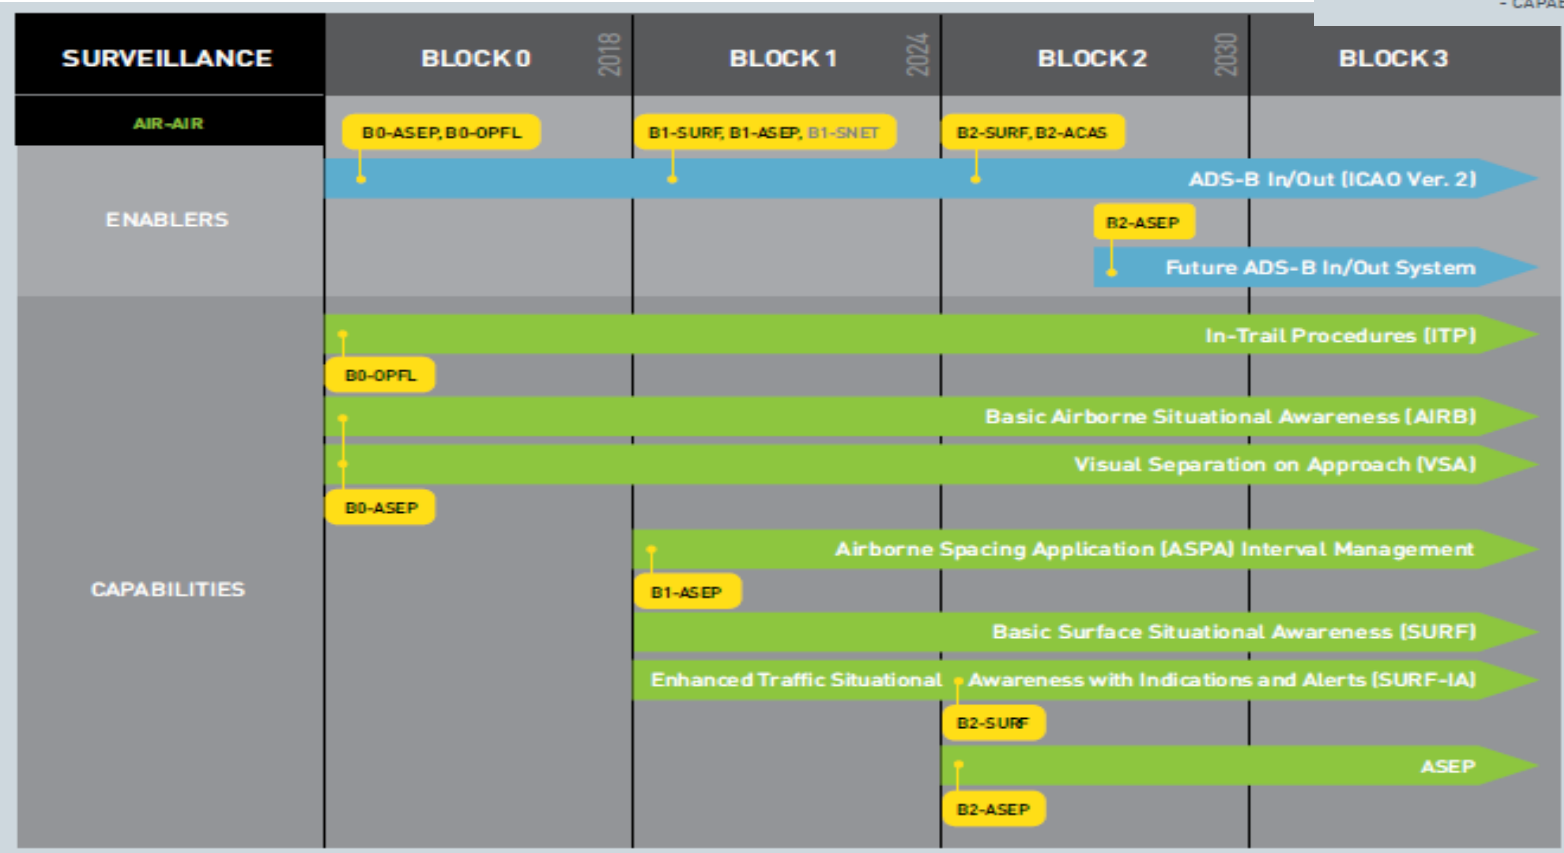 - CAPAB
SURVEILLANCE BLOCK 0 2018 BLOCK 1 2024 BLOCK 2 2030 BLOCK 3
AIR-AIR
B0-ASEP, B0-OPFL
B1-SURF, B1-ASEP, B1-SNET
B2-SURF, B2-ACAS
ADS-B In/Out (ICAO Ver. 2)
ENABLERS
B2-ASEP
Future ADS-B In/Out System
In-Trail Procedures (ITP)
B0-OPFL
Basic Airborne Situational Awareness (AIRB)
Visual Separation on Approach (VSA)
B0-ASEP
Airborne Spacing Application (ASPA) Interval Management
CAPABILITIES
B1-ASEP
Basic Surface Situational Awareness (SURF)
Enhanced Traffic Situational Awareness with Indications and Alerts (SURF-IA)
B2-SURF
ASEP
B2-ASEP